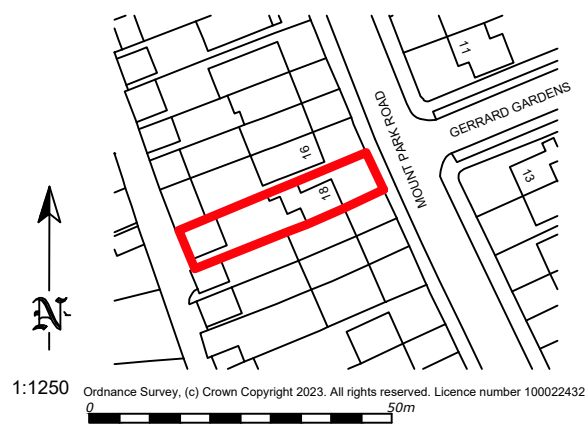 11
GERRARD GARDENS
MOUNT PARK ROAD
16
13
18
N
1:1250
Ordnance Survey, (c) Crown Copyright 2023. All rights reserved. Licence number 100022432
0
50m